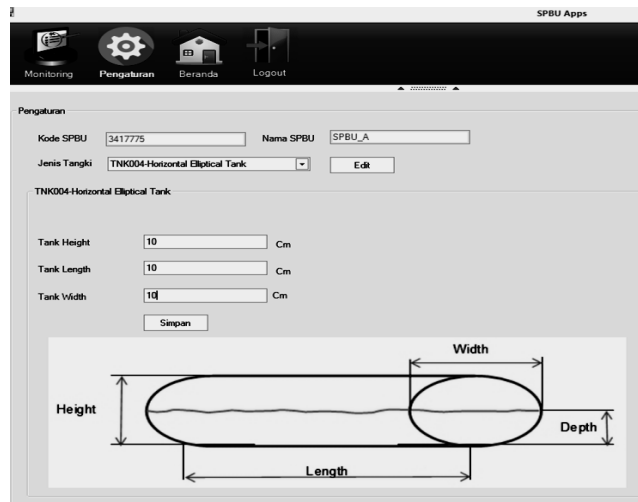 SPBU Apps
Monitoring Pengaturan Beranda Logout
Pengaturan
Kode SPBU 3417775 Nama SPBU SPBU_A
Jenis Tangki TNK004-Horizontal Elliptical Tank Edit
TNK004-Horizontal Elliptical Tank
Tank Height 10 Cm
Tank Length 10 Cm
Tank Width 10 Cm
Simpan
Width
Height
Depth
Length